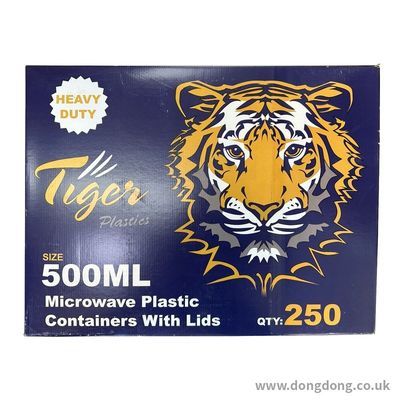 HEAVY
DUTY
Tiger
Plastics
SIZE
500ML
Microwave Plastic
Containers With Lids
QTY: 250
www.dongdong.co.uk